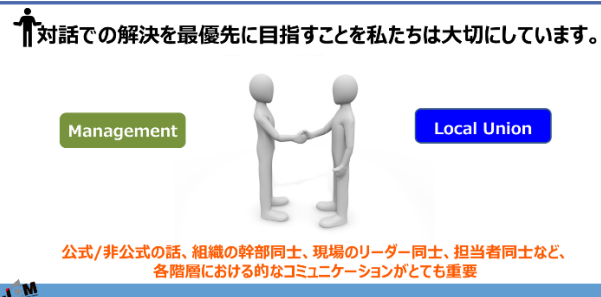 対話での解決を最優先に目指すことを私たちは大切にしています。
Management
Local Union
公式/非公式の話、組織の幹部同士、現場のリーダー同士、担当者同士など、
各階層における的なコミュニケーションがとても重要